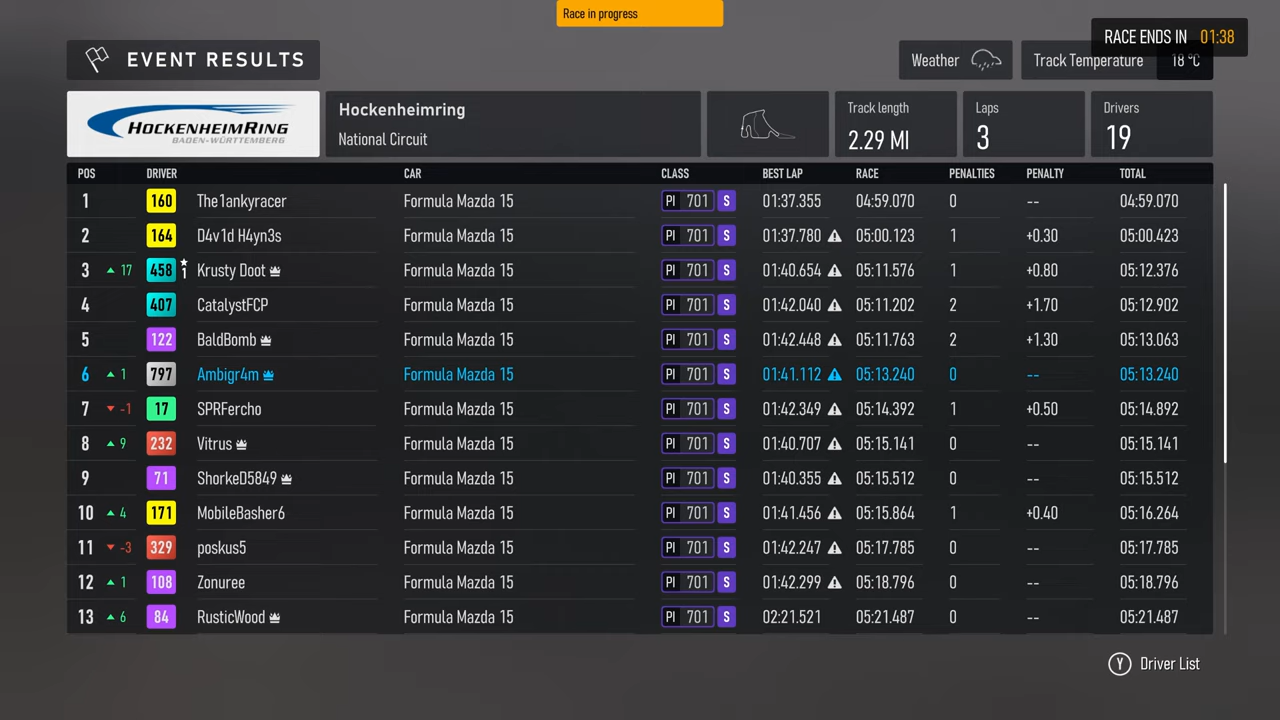 Race in progress
RACE ENDS IN 01:38
EVENT RESULTS
Weather
Track Temperature 18 °C
HOCKENHEIMRING
BADEN-WÜRTTEMBERG
Hockenheimring
National Circuit
Track length
2.29 MI
Laps
3
Drivers
19
POS DRIVER CAR CLASS BEST LAP RACE PENALTIES PENALTY TOTAL
1 160 The1ankyracer Formula Mazda 15 PI 701 S 01:37.355 04:59.070 0 -- 04:59.070
2 164 D4v1d H4yn3s Formula Mazda 15 PI 701 S 01:37.780 05:00.123 1 +0.30 05:00.423
3 17 458 1 Krusty Doot Formula Mazda 15 PI 701 S 01:40.654 05:11.576 1 +0.80 05:12.376
4 407 CatalystFCP Formula Mazda 15 PI 701 S 01:42.040 05:11.202 2 +1.70 05:12.902
5 122 BaldBomb Formula Mazda 15 PI 701 S 01:42.448 05:11.763 2 +1.30 05:13.063
6 1 797 Ambigr4m Formula Mazda 15 PI 701 S 01:41.112 05:13.240 0 -- 05:13.240
7 -1 17 SPRFercho Formula Mazda 15 PI 701 S 01:42.349 05:14.392 1 +0.50 05:14.892
8 9 232 Vitrus Formula Mazda 15 PI 701 S 01:40.707 05:15.141 0 -- 05:15.141
9 71 ShorkeD5849 Formula Mazda 15 PI 701 S 01:40.355 05:15.512 0 -- 05:15.512
10 4 171 MobileBasher6 Formula Mazda 15 PI 701 S 01:41.456 05:15.864 1 +0.40 05:16.264
11 -3 329 poskus5 Formula Mazda 15 PI 701 S 01:42.247 05:17.785 0 -- 05:17.785
12 1 108 Zonuree Formula Mazda 15 PI 701 S 01:42.299 05:18.796 0 -- 05:18.796
13 6 84 RusticWood Formula Mazda 15 PI 701 S 02:21.521 05:21.487 0 -- 05:21.487
Y Driver List